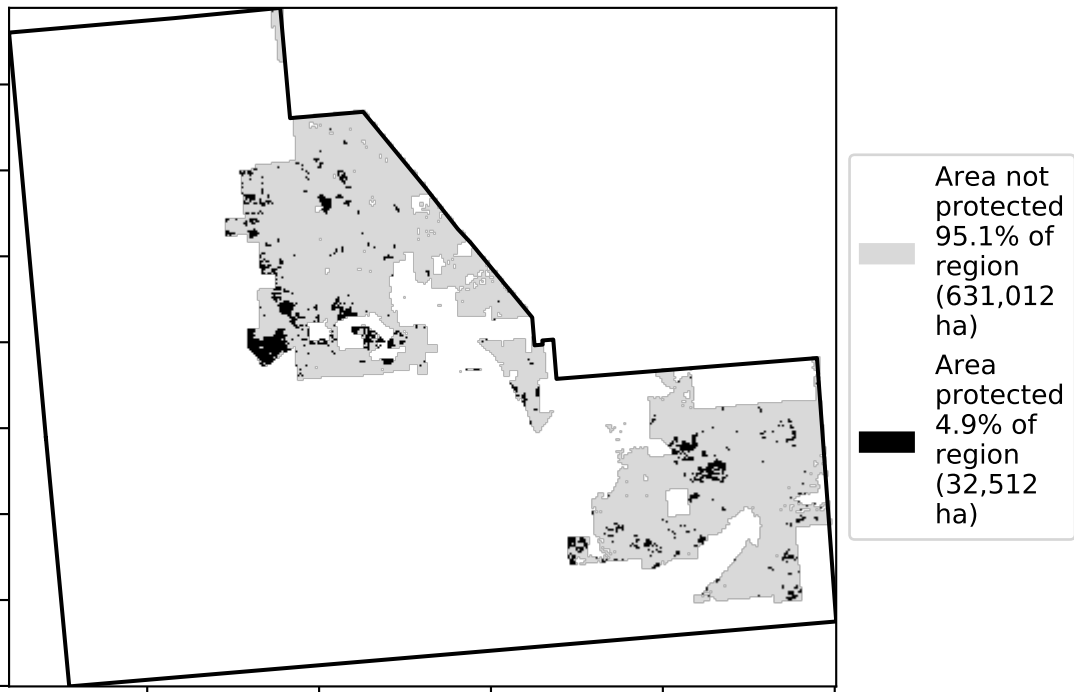 Area not
protected
95.1% of
region
(631,012
ha)
Area
protected
4.9% of
region
(32,512
ha)